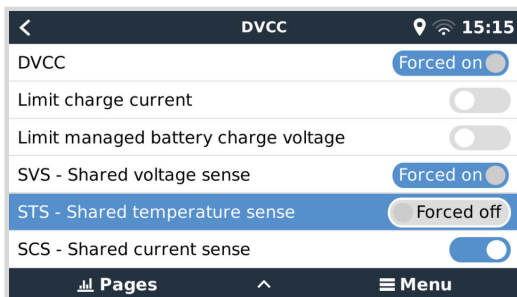 DVCC 15:15
DVCC Forced on
Limit charge current
Limit managed battery charge voltage
SVS - Shared voltage sense Forced on
STS - Shared temperature sense Forced off
SCS - Shared current sense
Pages Menu